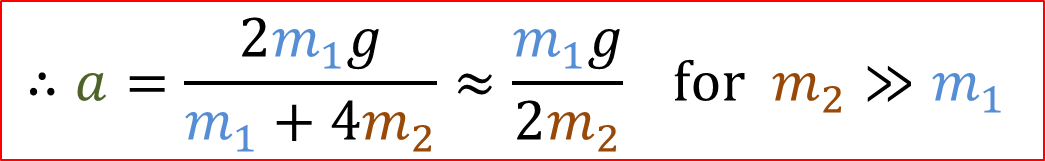 ∴ a = 2m₁g / (m₁ + 4m₂) ≈ m₁g / 2m₂ for m₂ ≫ m₁